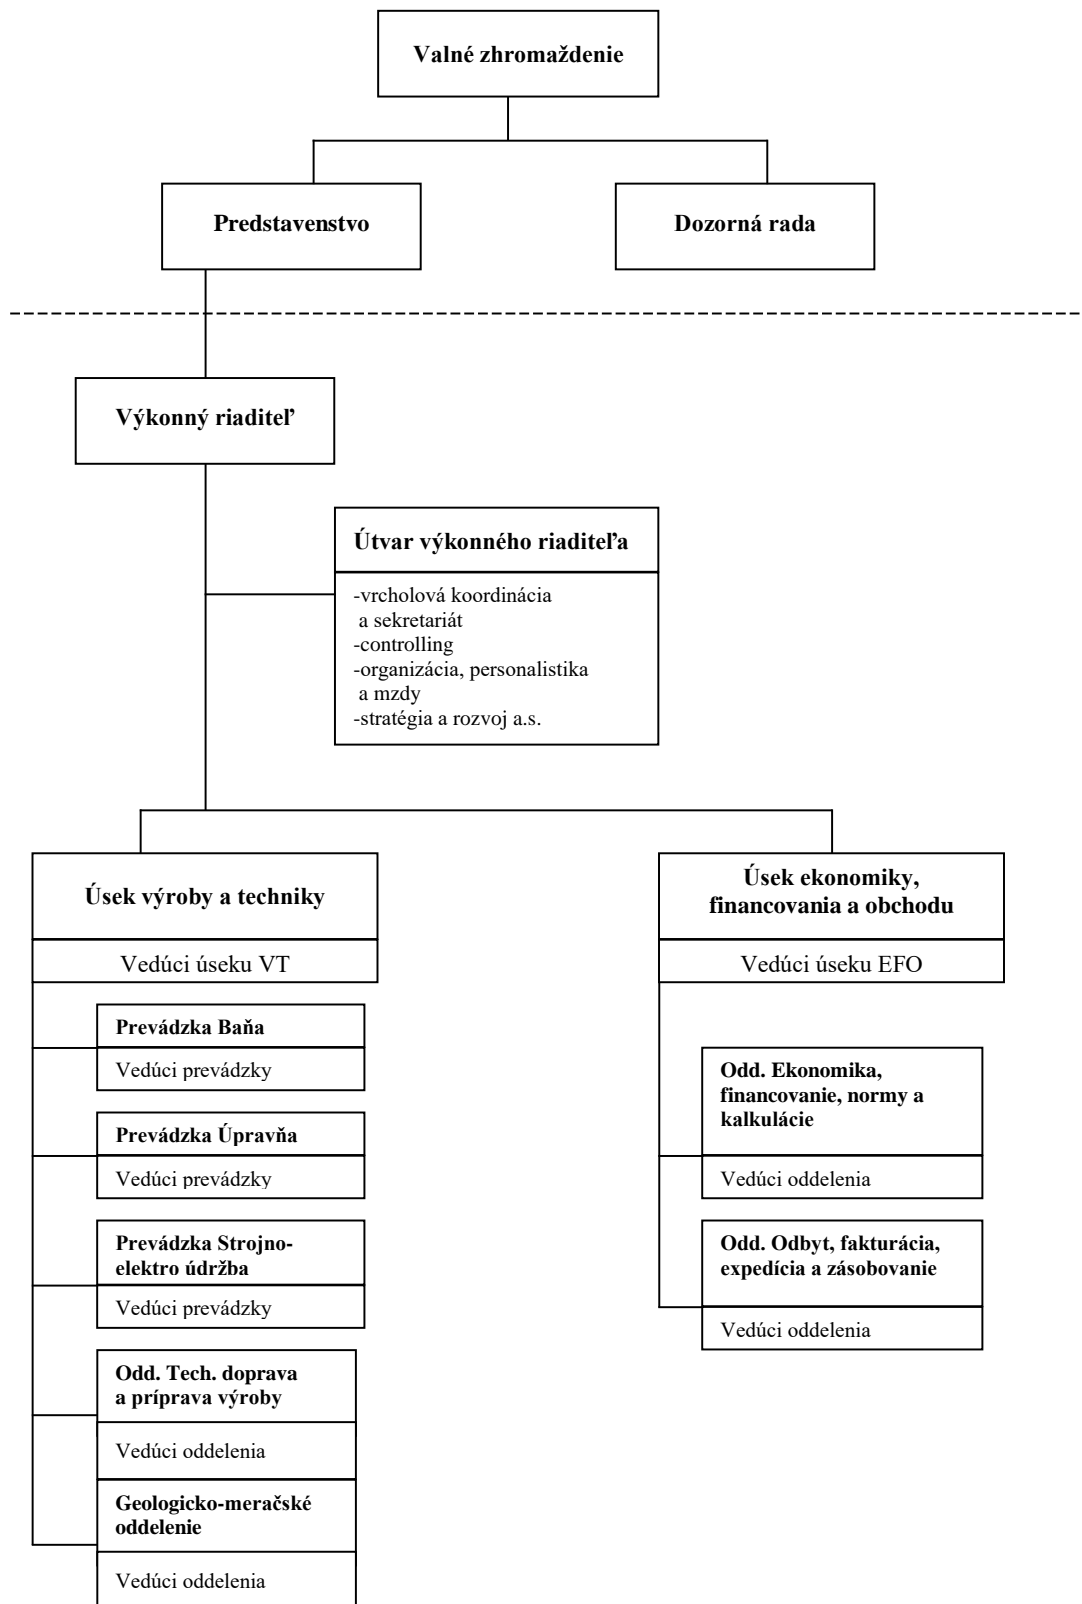 Valné zhromaždenie
Predstavenstvo
Dozorná rada
Výkonný riaditeľ
Útvar výkonného riaditeľa
-vrcholová koordinácia
a sekretariát
-controlling
-organizácia, personalistika
a mzdy
-stratégia a rozvoj a.s.
Úsek výroby a techniky
Vedúci úseku VT
Prevádzka Baňa
Vedúci prevádzky
Prevádzka Úpravňa
Vedúci prevádzky
Prevádzka Strojno-
elektro údržba
Vedúci prevádzky
Odd. Tech. doprava
a príprava výroby
Vedúci oddelenia
Geologicko-meračské
oddelenie
Vedúci oddelenia
Úsek ekonomiky,
financovania a obchodu
Vedúci úseku EFO
Odd. Ekonomika,
financovanie, normy a
kalkulácie
Vedúci oddelenia
Odd. Odbyt, fakturácia,
expedícia a zásobovanie
Vedúci oddelenia